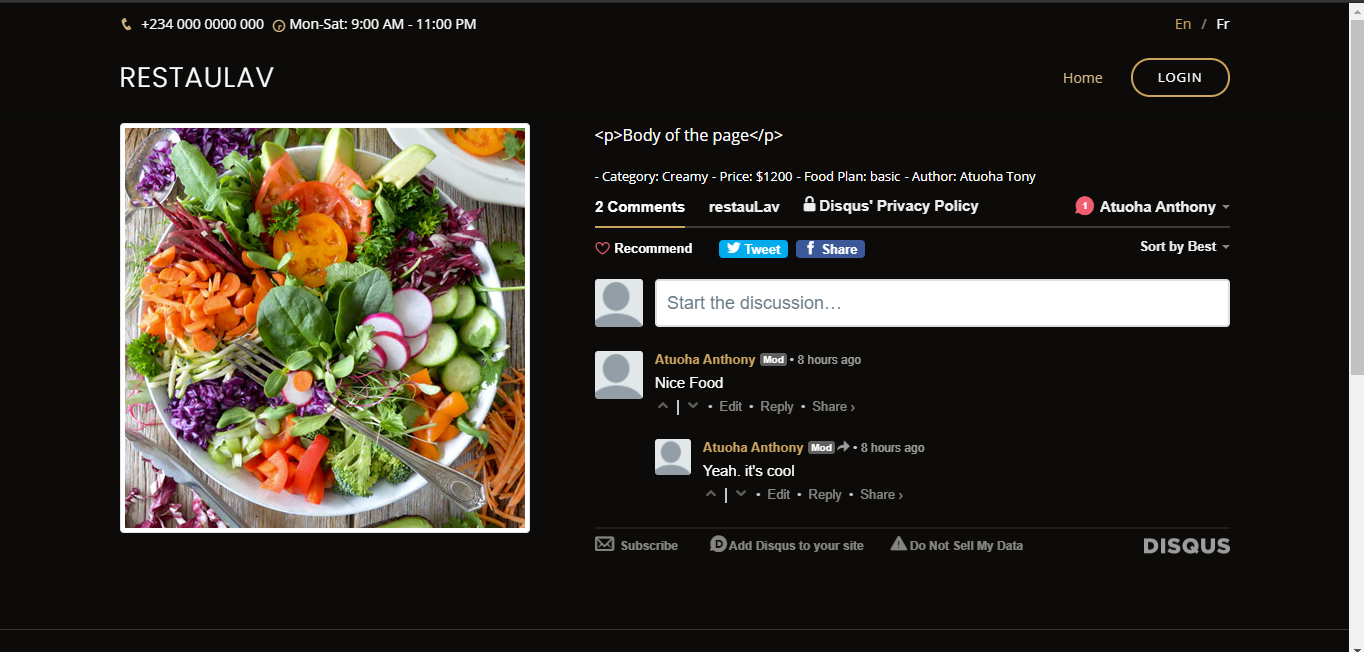 +234 000 0000 000 Mon-Sat: 9:00 AM - 11:00 PM En / Fr
RESTAULAV Home LOGIN
<p>Body of the page</p>
- Category: Creamy - Price: $1200 - Food Plan: basic - Author: Atuoha Tony
2 Comments restauLav Disqus' Privacy Policy 1 Atuoha Anthony
Recommend Tweet f Share Sort by Best
Start the discussion…
Atuoha Anthony Mod • 8 hours ago
Nice Food
| • Edit • Reply • Share ›
Atuoha Anthony Mod • 8 hours ago
Yeah. it's cool
| • Edit • Reply • Share ›
Subscribe D Add Disqus to your site Do Not Sell My Data DISQUS